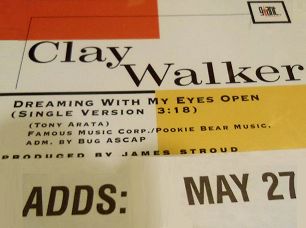 giant
Clay
Walker
DREAMING WITH MY EYES OPEN
(SINGLE VERSION 3:18)
(TONY ARATA)
FAMOUS MUSIC CORP./POOKIE BEAR MUSIC,
ADM. BY BUG ASCAP
PRODUCED BY JAMES STROUD
ADDS: MAY 27